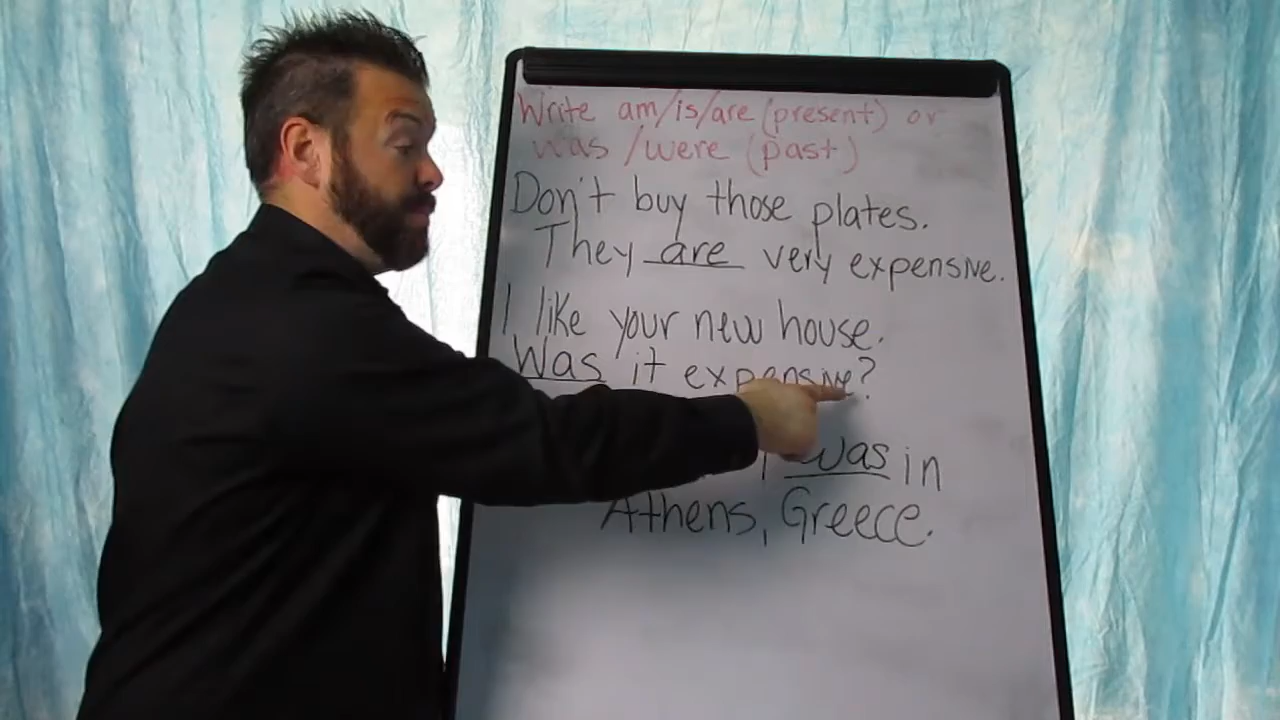 Write am/is/are (present) or
was /were (past)
Don't buy those plates.
They are very expensive.
I like your new house.
Was it expensive?
was in
Athens, Greece.